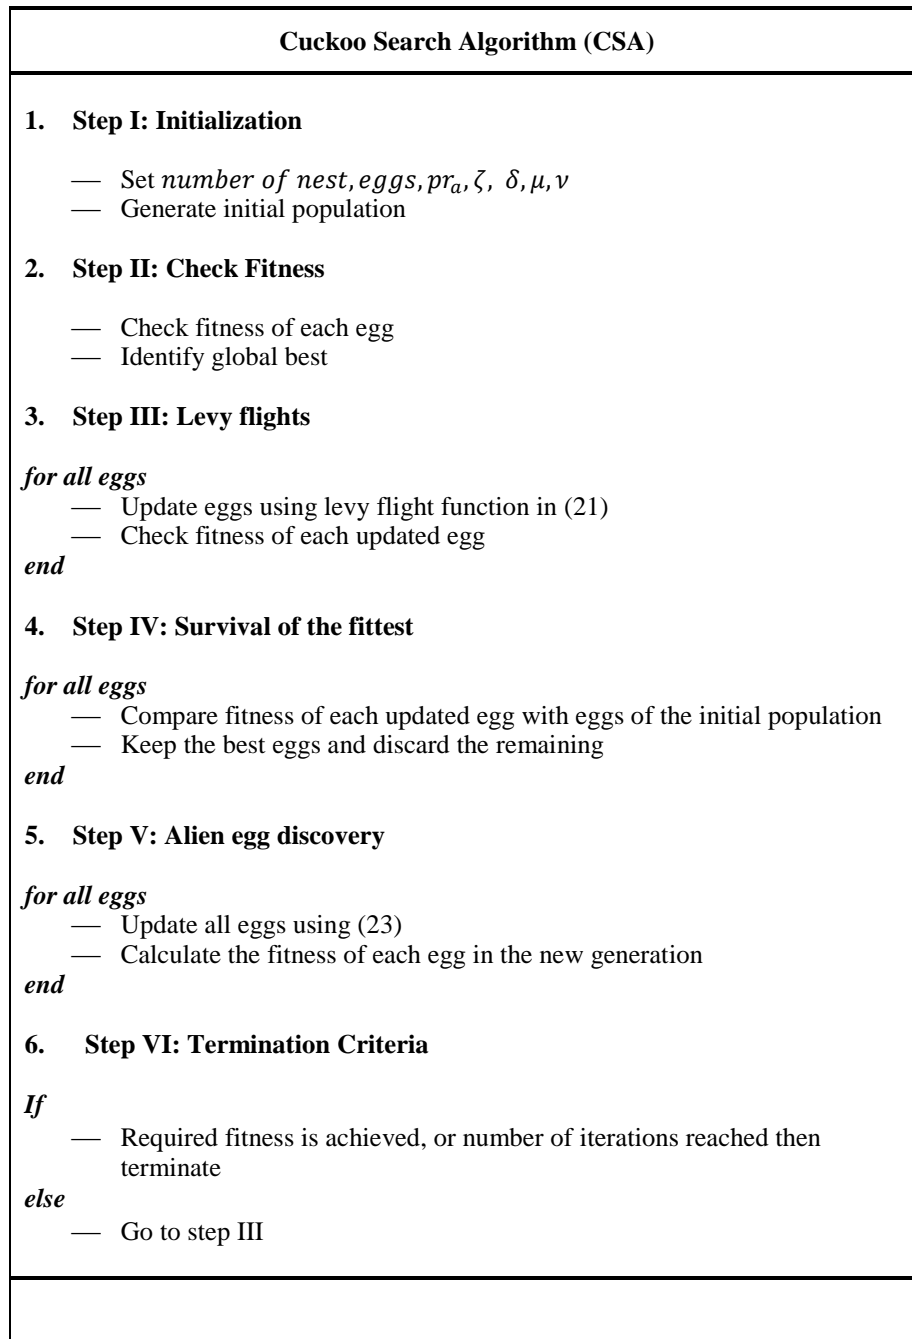 Cuckoo Search Algorithm (CSA)
1. Step I: Initialization
— Set number of nest, eggs, prₐ, ζ, δ, μ, ν
— Generate initial population
2. Step II: Check Fitness
— Check fitness of each egg
— Identify global best
3. Step III: Levy flights
for all eggs
— Update eggs using levy flight function in (21)
— Check fitness of each updated egg
end
4. Step IV: Survival of the fittest
for all eggs
— Compare fitness of each updated egg with eggs of the initial population
— Keep the best eggs and discard the remaining
end
5. Step V: Alien egg discovery
for all eggs
— Update all eggs using (23)
— Calculate the fitness of each egg in the new generation
end
6. Step VI: Termination Criteria
If
— Required fitness is achieved, or number of iterations reached then
terminate
else
— Go to step III